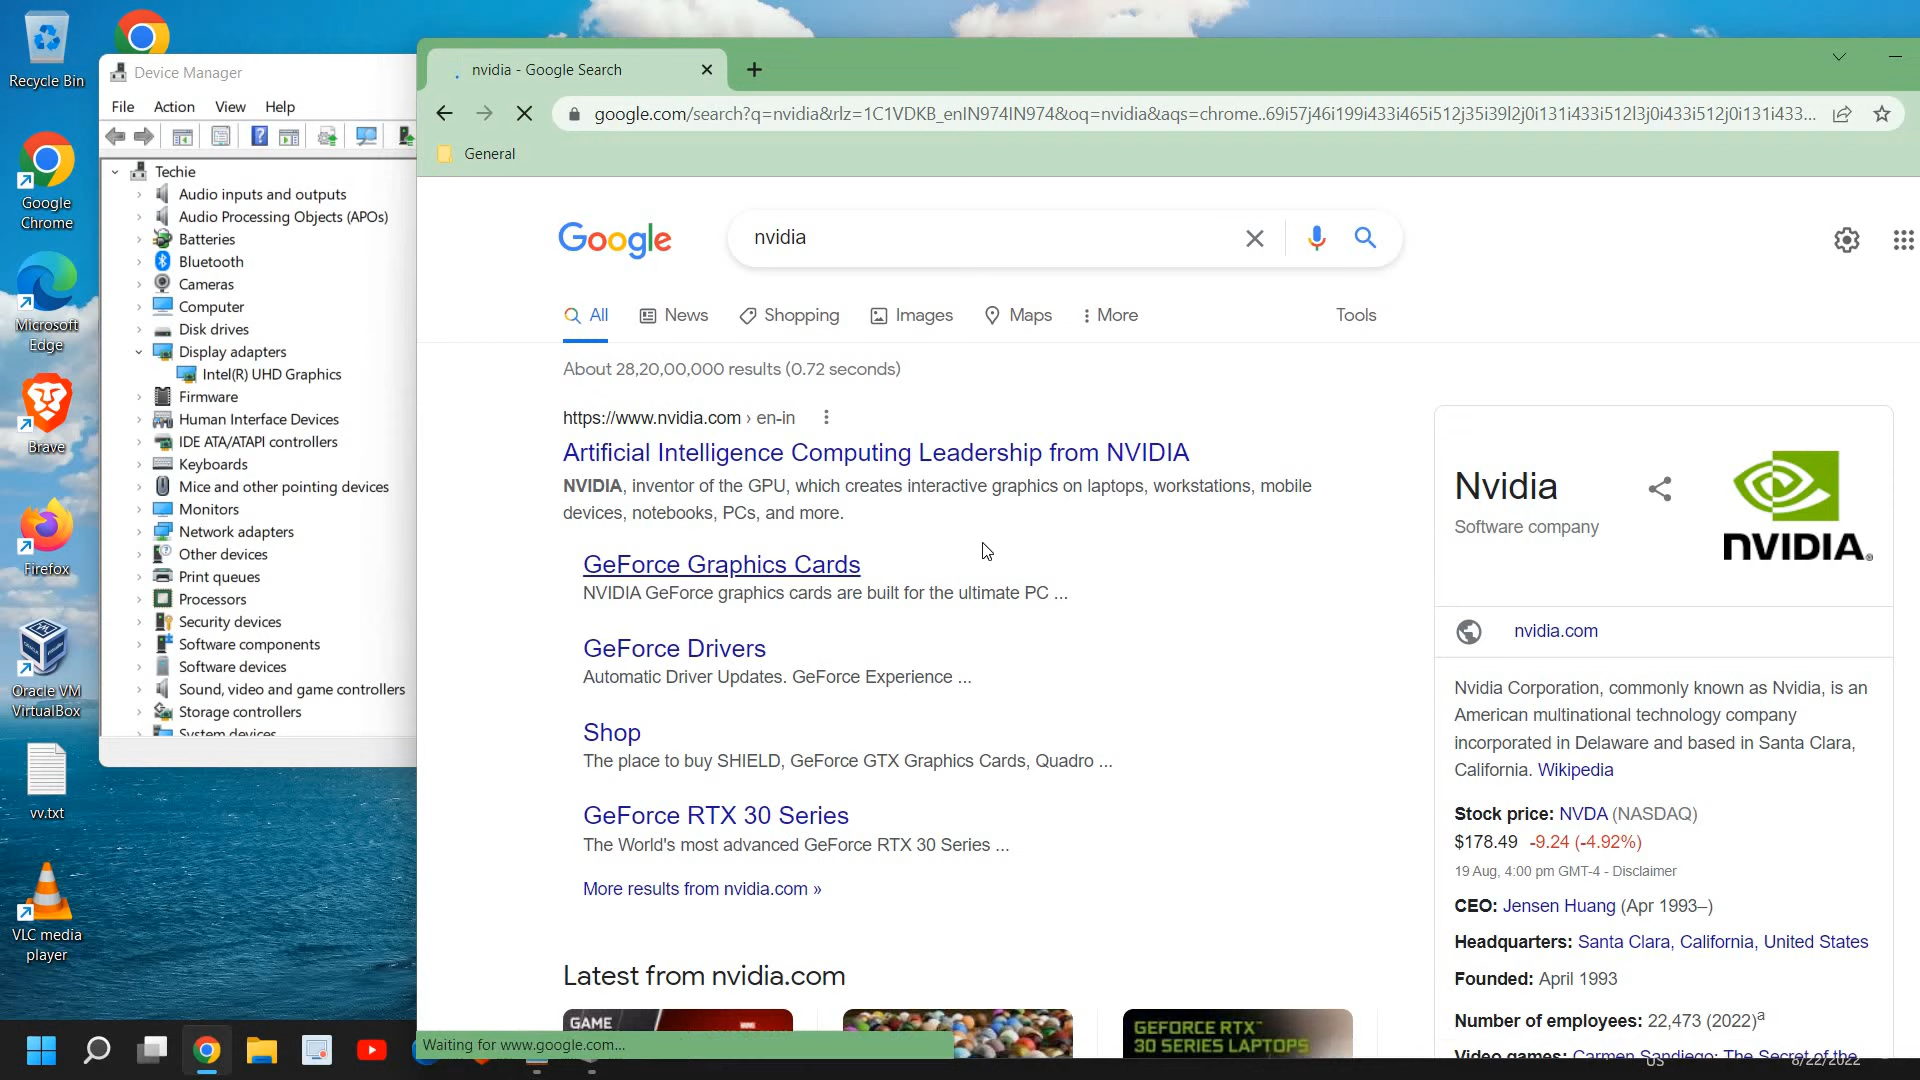 Recycle Bin
Google
Chrome
Microsoft
Edge
Brave
Firefox
Oracle VM
VirtualBox
vv.txt
VLC media
player
Device Manager
File Action View Help
Techie
Audio inputs and outputs
Audio Processing Objects (APOs)
Batteries
Bluetooth
Cameras
Computer
Disk drives
Display adapters
Intel(R) UHD Graphics
Firmware
Human Interface Devices
IDE ATA/ATAPI controllers
Keyboards
Mice and other pointing devices
Monitors
Network adapters
Other devices
Print queues
Processors
Security devices
Software components
Software devices
Sound, video and game controllers
Storage controllers
System devices
nvidia - Google Search
google.com/search?q=nvidia&rlz=1C1VDKB_enIN974IN974&oq=nvidia&aqs=chrome..69i57j46i199i433i465i512j35i39l2j0i131i433i512l3j0i433i512j0i131i433...
General
Google
nvidia
All News Shopping Images Maps More Tools
About 28,20,00,000 results (0.72 seconds)
https://www.nvidia.com › en-in
Artificial Intelligence Computing Leadership from NVIDIA
NVIDIA, inventor of the GPU, which creates interactive graphics on laptops, workstations, mobile
devices, notebooks, PCs, and more.
GeForce Graphics Cards
NVIDIA GeForce graphics cards are built for the ultimate PC ...
GeForce Drivers
Automatic Driver Updates. GeForce Experience ...
Shop
The place to buy SHIELD, GeForce GTX Graphics Cards, Quadro ...
GeForce RTX 30 Series
The World's most advanced GeForce RTX 30 Series ...
More results from nvidia.com »
Latest from nvidia.com
GAME
GEFORCE RTX™
30 SERIES LAPTOPS
Waiting for www.google.com...
Nvidia
Software company
NVIDIA®
nvidia.com
Nvidia Corporation, commonly known as Nvidia, is an
American multinational technology company
incorporated in Delaware and based in Santa Clara,
California. Wikipedia
Stock price: NVDA (NASDAQ)
$178.49 -9.24 (-4.92%)
19 Aug, 4:00 pm GMT-4 - Disclaimer
CEO: Jensen Huang (Apr 1993–)
Headquarters: Santa Clara, California, United States
Founded: April 1993
Number of employees: 22,473 (2022)ª
Video games: Carmen Sandiego: The Secret of the
US
8/22/2022